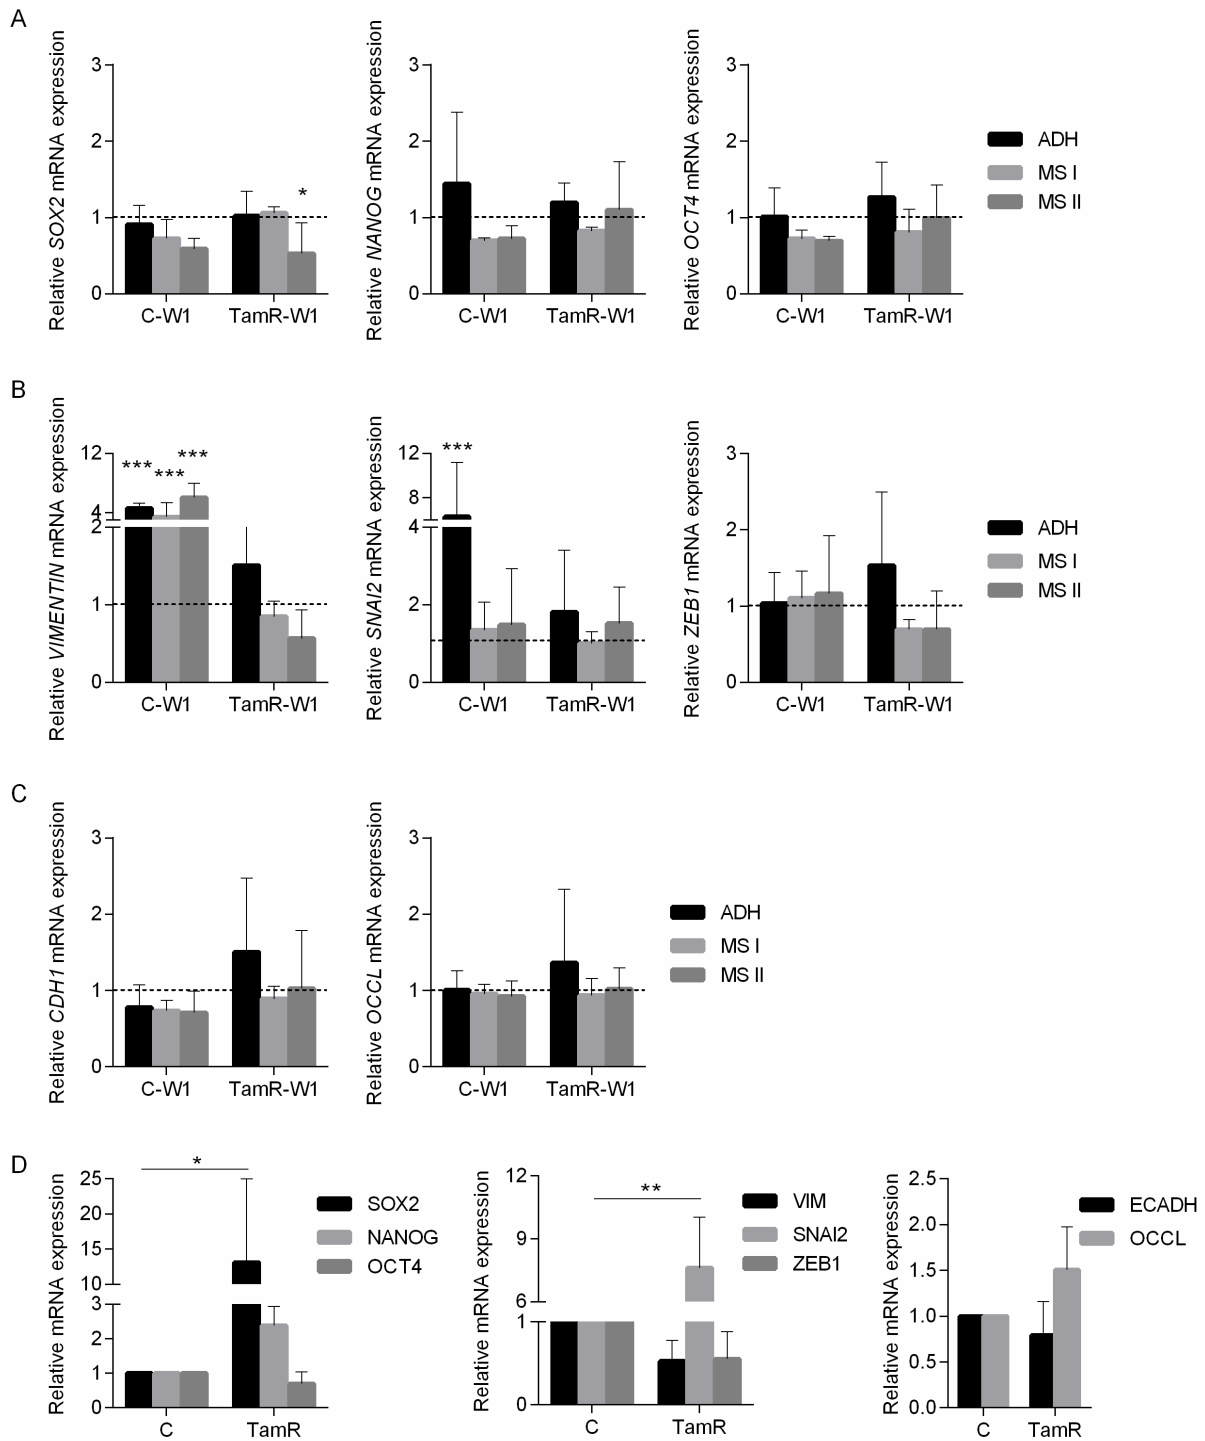 A
Relative SOX2 mRNA expression
3
2
1
0
*
C-W1 TamR-W1
Relative NANOG mRNA expression
3
2
1
0
C-W1 TamR-W1
Relative OCT4 mRNA expression
3
2
1
0
C-W1 TamR-W1
ADH
MS I
MS II
B
Relative VIMENTIN mRNA expression
12
4
2
2
1
0
*** *** ***
C-W1 TamR-W1
Relative SNAI2 mRNA expression
12
8
4
2
0
***
C-W1 TamR-W1
Relative ZEB1 mRNA expression
3
2
1
0
C-W1 TamR-W1
ADH
MS I
MS II
C
Relative CDH1 mRNA expression
3
2
1
0
C-W1 TamR-W1
Relative OCCL mRNA expression
3
2
1
0
C-W1 TamR-W1
ADH
MS I
MS II
D
Relative mRNA expression
25
20
15
10
3
2
1
0
*
C TamR
SOX2
NANOG
OCT4
Relative mRNA expression
12
9
6
1
0
**
C TamR
VIM
SNAI2
ZEB1
Relative mRNA expression
2.5
2.0
1.5
1.0
0.5
0.0
C TamR
ECADH
OCCL